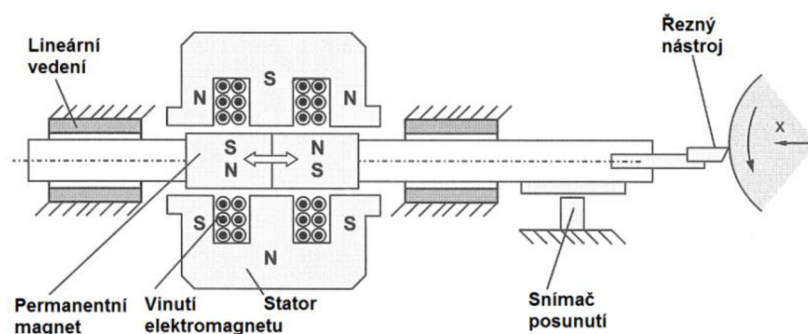 Lineární
vedení
Řezný
nástroj
S
N
N
S
N
N
S
X
S
S
N
Permanentní
magnet
Vinutí
elektromagnetu
Stator
Snímač
posunutí